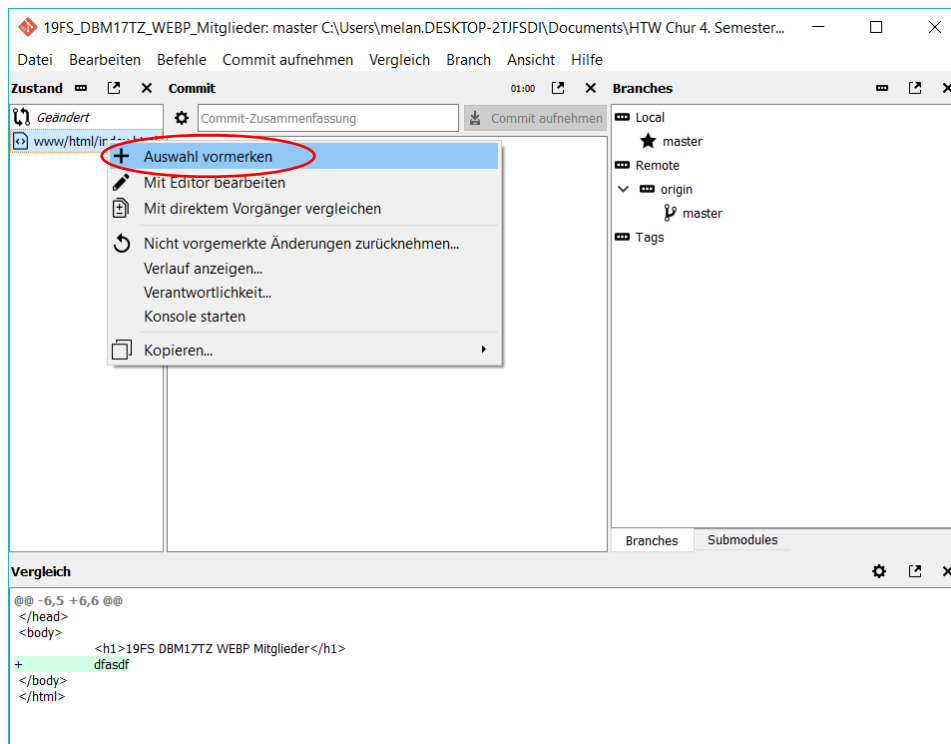 19FS_DBM17TZ_WEBP_Mitglieder: master C:\Users\melan.DESKTOP-2TJFSDI\Documents\HTW Chur 4. Semester...
Datei Bearbeiten Befehle Commit aufnehmen Vergleich Branch Ansicht Hilfe
Zustand
Commit 01:00
Branches
Geändert
Commit-Zusammenfassung Commit aufnehmen
www/html/index.html
Auswahl vormerken
Mit Editor bearbeiten
Mit direktem Vorgänger vergleichen
Nicht vorgemerkte Änderungen zurücknehmen...
Verlauf anzeigen...
Verantwortlichkeit...
Konsole starten
Kopieren...
Local
master
Remote
origin
master
Tags
Branches Submodules
Vergleich
@@ -6,5 +6,6 @@
</head>
<body>
<h1>19FS DBM17TZ WEBP Mitglieder</h1>
+ dfasdf
</body>
</html>